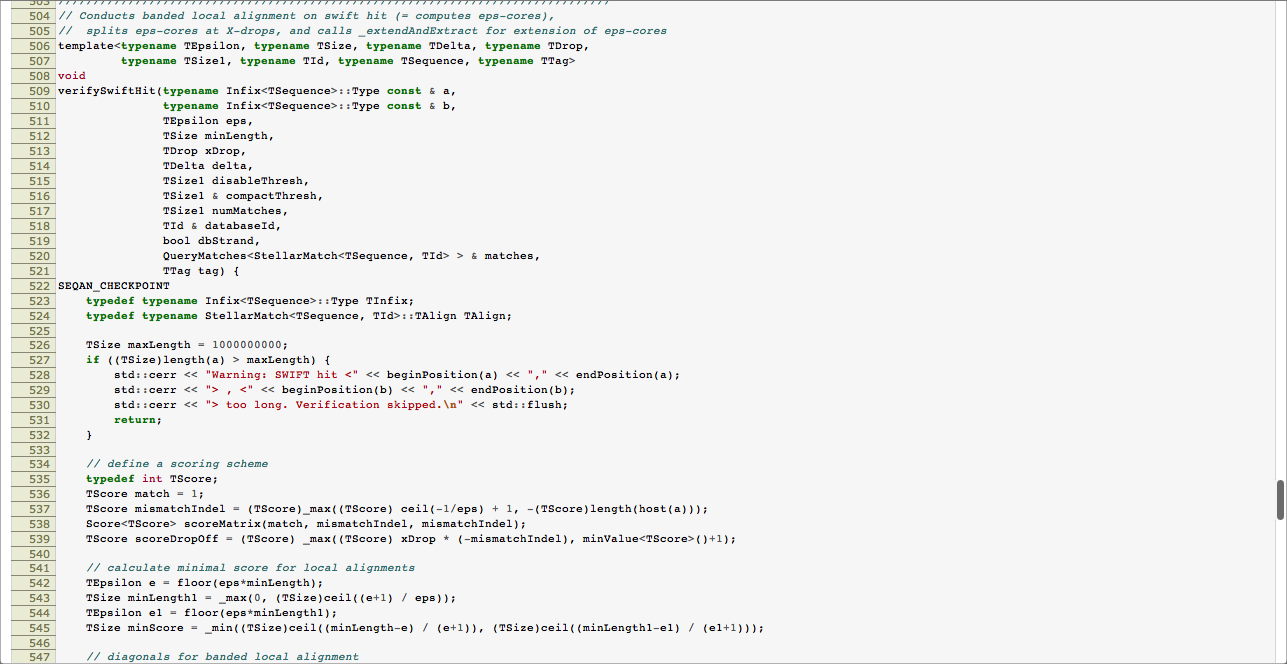 503 ///////////////////////////////////////////////////////////////////////////////
504 // Conducts banded local alignment on swift hit (= computes eps-cores),
505 //  splits eps-cores at X-drops, and calls _extendAndExtract for extension of eps-cores
506 template<typename TEpsilon, typename TSize, typename TDelta, typename TDrop,
507          typename TSize1, typename TId, typename TSequence, typename TTag>
508 void
509 verifySwiftHit(typename Infix<TSequence>::Type const & a,
510                typename Infix<TSequence>::Type const & b,
511                TEpsilon eps,
512                TSize minLength,
513                TDrop xDrop,
514                TDelta delta,
515                TSize1 disableThresh,
516                TSize1 & compactThresh,
517                TSize1 numMatches,
518                TId & databaseId,
519                bool dbStrand,
520                QueryMatches<StellarMatch<TSequence, TId> > & matches,
521                TTag tag) {
522 SEQAN_CHECKPOINT
523     typedef typename Infix<TSequence>::Type TInfix;
524     typedef typename StellarMatch<TSequence, TId>::TAlign TAlign;
525
526     TSize maxLength = 1000000000;
527     if ((TSize)length(a) > maxLength) {
528         std::cerr << "Warning: SWIFT hit <" << beginPosition(a) << "," << endPosition(a);
529         std::cerr << "> , <" << beginPosition(b) << "," << endPosition(b);
530         std::cerr << "> too long. Verification skipped.\n" << std::flush;
531         return;
532     }
533
534     // define a scoring scheme
535     typedef int TScore;
536     TScore match = 1;
537     TScore mismatchIndel = (TScore)_max((TScore) ceil(-1/eps) + 1, -(TScore)length(host(a)));
538     Score<TScore> scoreMatrix(match, mismatchIndel, mismatchIndel);
539     TScore scoreDropOff = (TScore) _max((TScore) xDrop * (-mismatchIndel), minValue<TScore>()+1);
540
541     // calculate minimal score for local alignments
542     TEpsilon e = floor(eps*minLength);
543     TSize minLength1 = _max(0, (TSize)ceil((e+1) / eps));
544     TEpsilon e1 = floor(eps*minLength1);
545     TSize minScore = _min((TSize)ceil((minLength-e) / (e+1)), (TSize)ceil((minLength1-e1) / (e1+1)));
546
547     // diagonals for banded local alignment